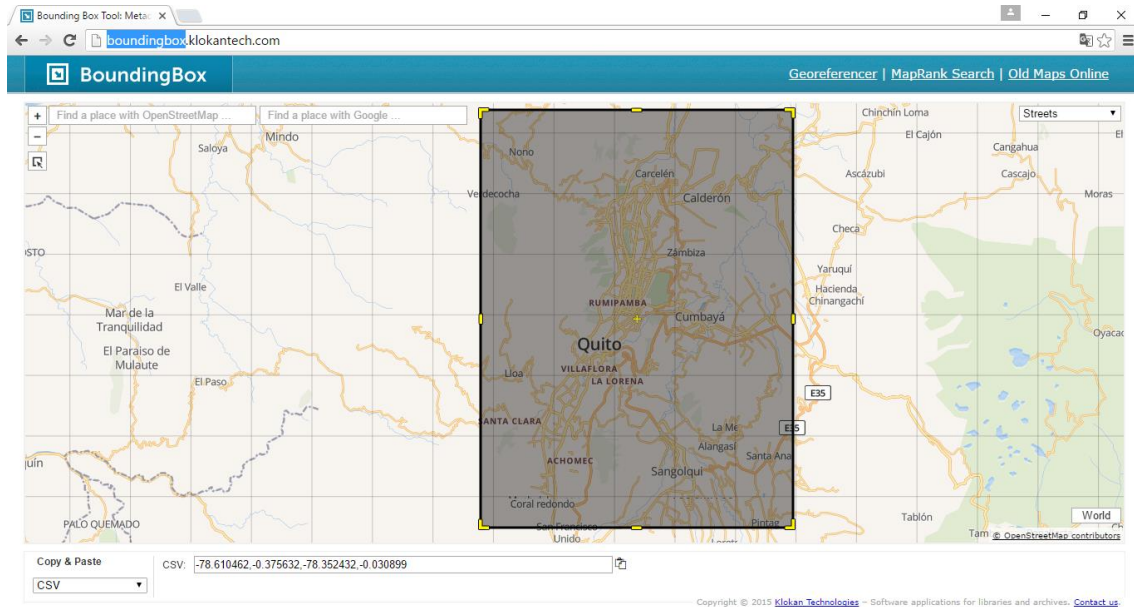 Bounding Box Tool: Metac
boundingbox.klokantech.com
BoundingBox
Georeferencer | MapRank Search | Old Maps Online
+ Find a place with OpenStreetMap ... Find a place with Google ... Streets
−
Chinchín Loma
Mindo
El Cajón
Saloya
Nono
Cangahua
Carcelén
Ascázubi
Cascajo
Verdecocha
Calderón
Moras
Checa
Zámbiza
Yaruquí
El Valle
Hacienda
Chinangachí
RUMIPAMBA
Mar de la
Tranquilidad
Cumbayá
Oyacac
Quito
El Paraiso de
Mulaute
Lloa
VILLAFLORA
LA LORENA
El Paso
E35
SANTA CLARA
La Me
E35
Alangasí
Santa Ana
ACHOMEC
Sangolquí
Coral redondo
Tablón
World
PALO QUEMADO
San Francisco
Unido
Pintag
Tam
© OpenStreetMap contributors
Copy & Paste
CSV: -78.610462,-0.375632,-78.352432,-0.030899
CSV
Copyright © 2015 Klokan Technologies – Software applications for libraries and archives. Contact us.